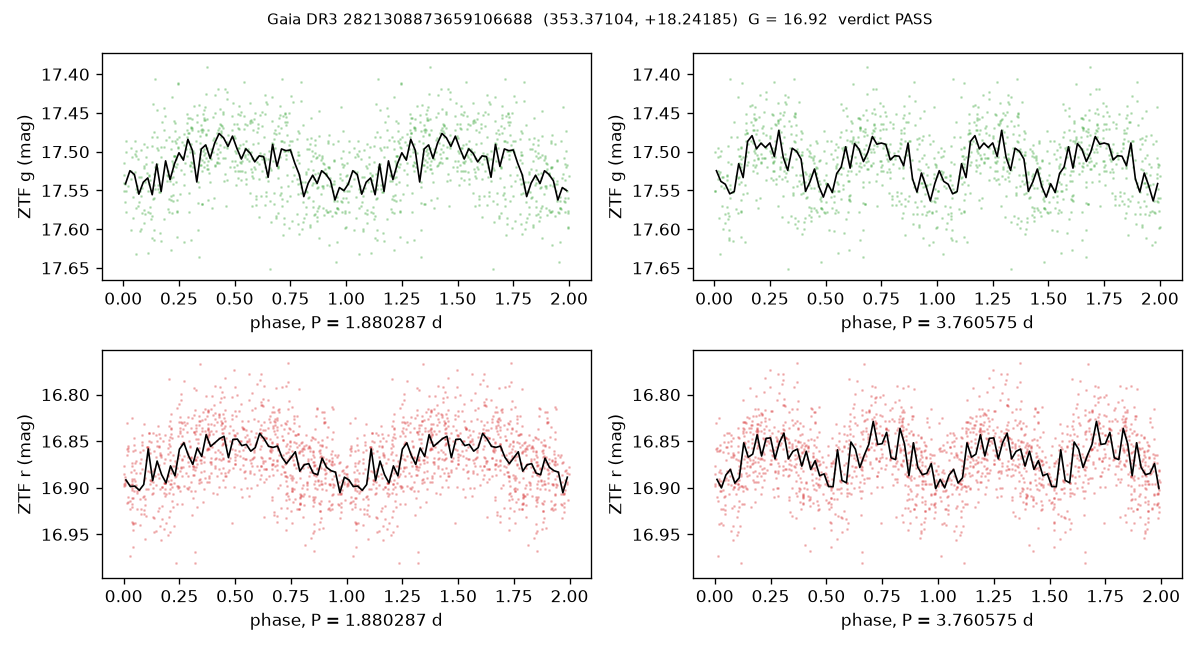 Gaia DR3 2821308873659106688 (353.37104, +18.24185) G = 16.92 verdict PASS
ZTF g (mag)
17.40
17.45
17.50
17.55
17.60
17.65
0.00 0.25 0.50 0.75 1.00 1.25 1.50 1.75 2.00
phase, P = 1.880287 d
ZTF g (mag)
17.40
17.45
17.50
17.55
17.60
17.65
0.00 0.25 0.50 0.75 1.00 1.25 1.50 1.75 2.00
phase, P = 3.760575 d
ZTF r (mag)
16.80
16.85
16.90
16.95
0.00 0.25 0.50 0.75 1.00 1.25 1.50 1.75 2.00
phase, P = 1.880287 d
ZTF r (mag)
16.80
16.85
16.90
16.95
0.00 0.25 0.50 0.75 1.00 1.25 1.50 1.75 2.00
phase, P = 3.760575 d